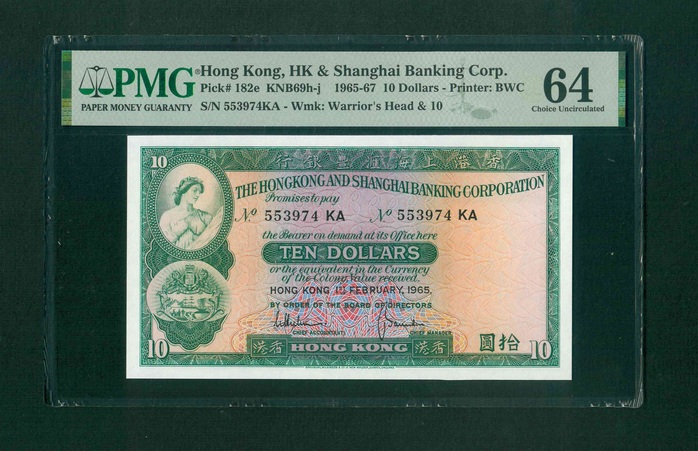 PMG
PAPER MONEY GUARANTY
Hong Kong, HK & Shanghai Banking Corp.
Pick# 182e KNB69h-j 1965-67 10 Dollars - Printer: BWC
S/N 553974KA - Wmk: Warrior's Head & 10
64
Choice Uncirculated
10
行銀豐滙海上港香
THE HONGKONG AND SHANGHAI BANKING CORPORATION
Promises to pay
Nº 553974 KA Nº 553974 KA
the Bearer on demand at its Office here
TEN DOLLARS
or the equivalent in the Currency
of the Colony, Value received.
HONG KONG 1ST FEBRUARY, 1965.
BY ORDER OF THE BOARD OF DIRECTORS
CHIEF ACCOUNTANT CHIEF MANAGER
圓拾
10 港香 HONG KONG 港香 10